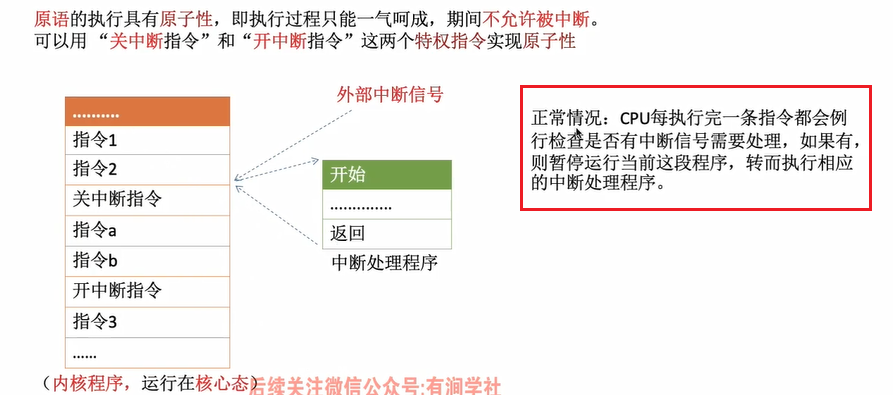 原语的执行具有原子性，即执行过程只能一气呵成，期间不允许被中断。
可以用 “关中断指令”和“开中断指令”这两个特权指令实现原子性
外部中断信号
..........
指令1
指令2
关中断指令
指令a
指令b
开中断指令
指令3
......
开始
..............
返回
中断处理程序
正常情况：CPU每执行完一条指令都会例
行检查是否有中断信号需要处理，如果有，
则暂停运行当前这段程序，转而执行相应
的中断处理程序。
（内核程序，运行在核心态）
后续关注微信公众号:有涧学社